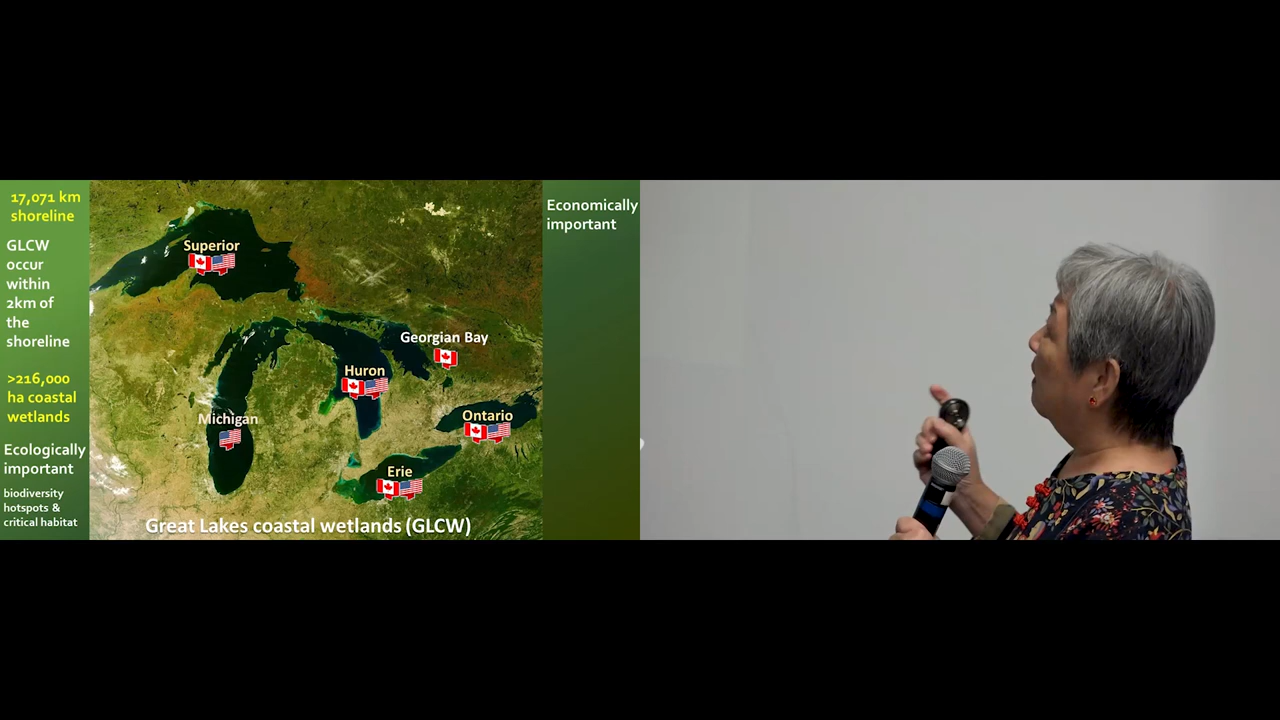 17,071 km
shoreline
GLCW
occur
within
2km of
the
shoreline
>216,000
ha coastal
wetlands
Ecologically
important
biodiversity
hotspots &
critical habitat
Superior
Georgian Bay
Huron
Michigan
Ontario
Erie
Great Lakes coastal wetlands (GLCW)
Economically
important